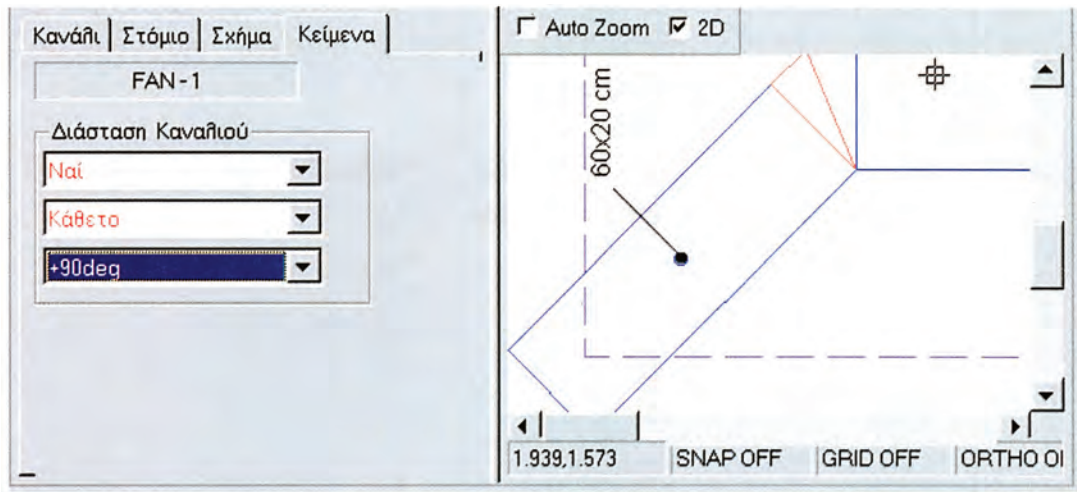 Κανάλι Στόμιο Σχήμα Κείμενα
FAN - 1
Διάσταση Καναλιού
Ναί
Κάθετο
+90deg
Auto Zoom 2D
60x20 cm
1.939,1.573 SNAP OFF GRID OFF ORTHO